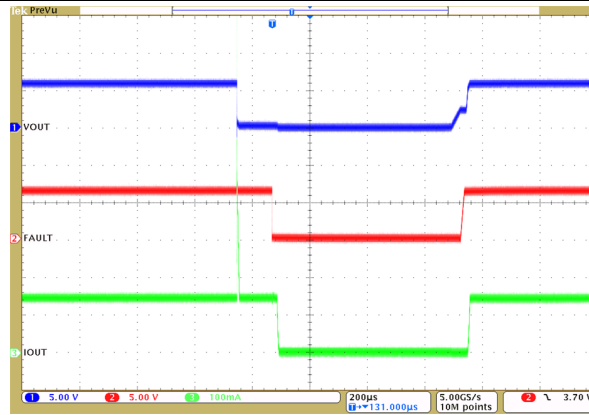 Tek PreVu
T
T
1 VOUT
2 FAULT
3 IOUT
1 5.00 V 2 5.00 V 3 100mA 200µs 5.00GS/s 2 3.70 V
T→▼131.000µs 10M points